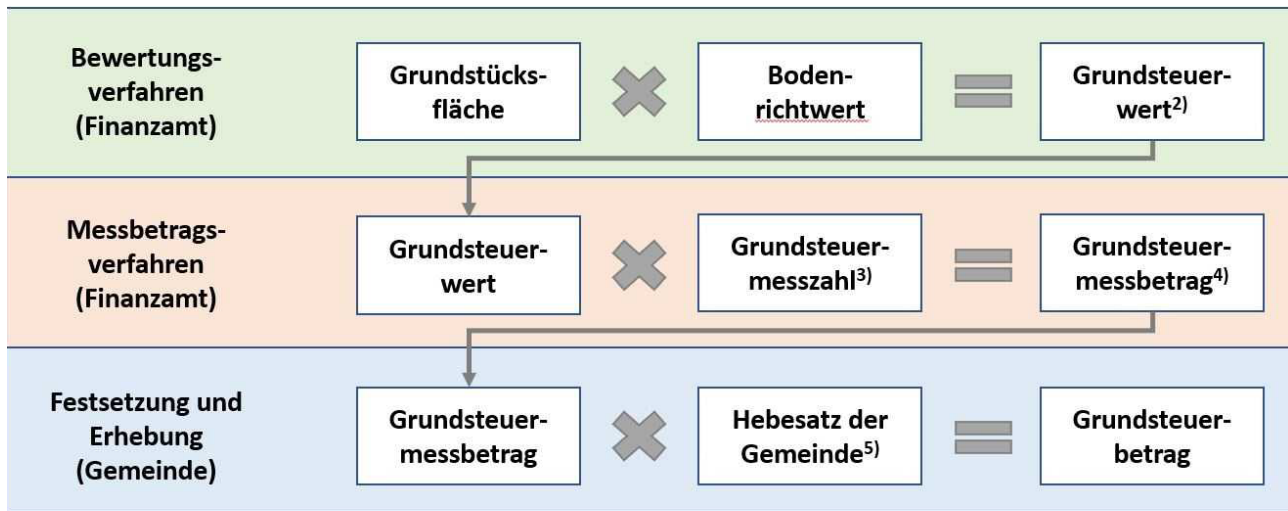 Bewertungs-
verfahren
(Finanzamt)
Grundstücks-
fläche
Boden-
richtwert
Grundsteuer-
wert2)
Messbetrags-
verfahren
(Finanzamt)
Grundsteuer-
wert
Grundsteuer-
messzahl3)
Grundsteuer-
messbetrag4)
Festsetzung und
Erhebung
(Gemeinde)
Grundsteuer-
messbetrag
Hebesatz der
Gemeinde5)
Grundsteuer-
betrag